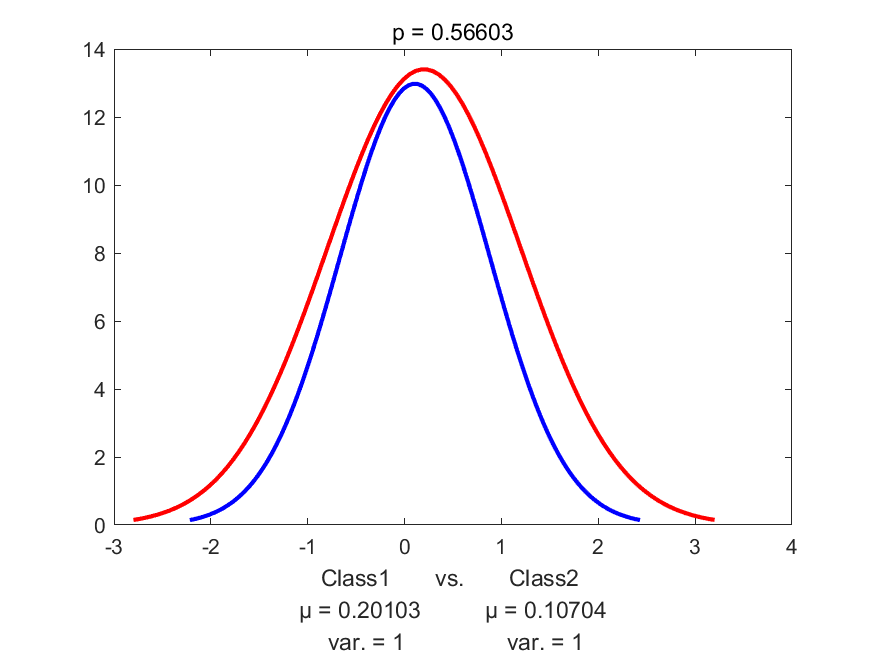 p = 0.56603
14
12
10
8
6
4
2
0
-3 -2 -1 0 1 2 3 4
Class1 vs. Class2
μ = 0.20103 μ = 0.10704
var. = 1 var. = 1